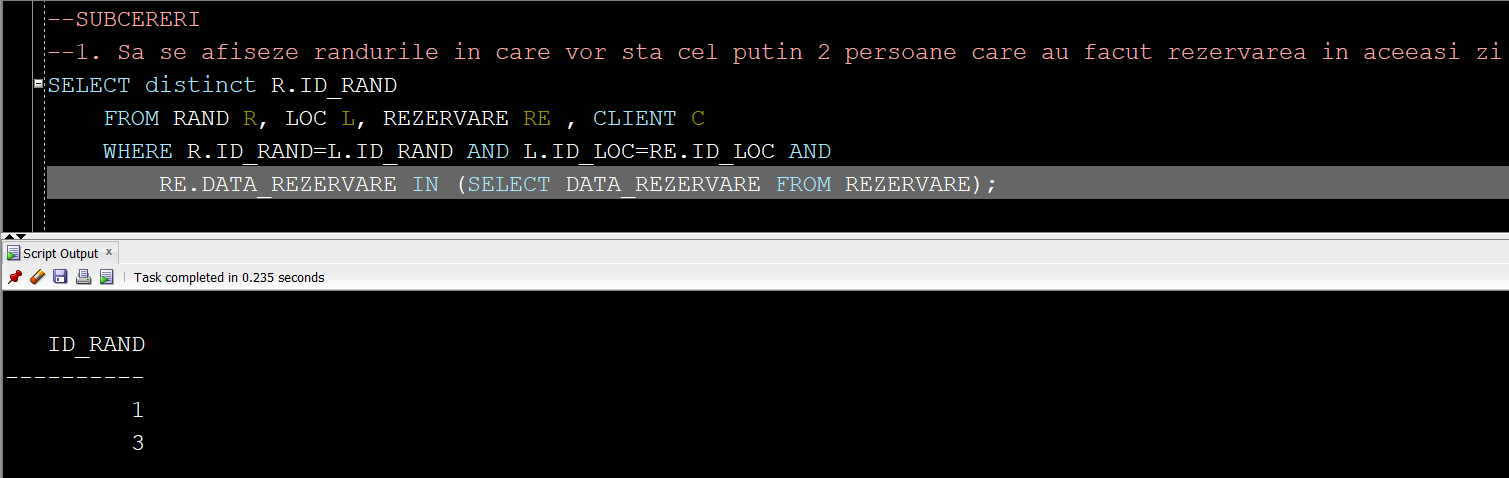 --SUBCERERI
--1. Sa se afiseze randurile in care vor sta cel putin 2 persoane care au facut rezervarea in aceeasi zi
SELECT distinct R.ID_RAND
FROM RAND R, LOC L, REZERVARE RE , CLIENT C
WHERE R.ID_RAND=L.ID_RAND AND L.ID_LOC=RE.ID_LOC AND
RE.DATA_REZERVARE IN (SELECT DATA_REZERVARE FROM REZERVARE);
Script Output x
Task completed in 0.235 seconds
ID_RAND
----------
1
3